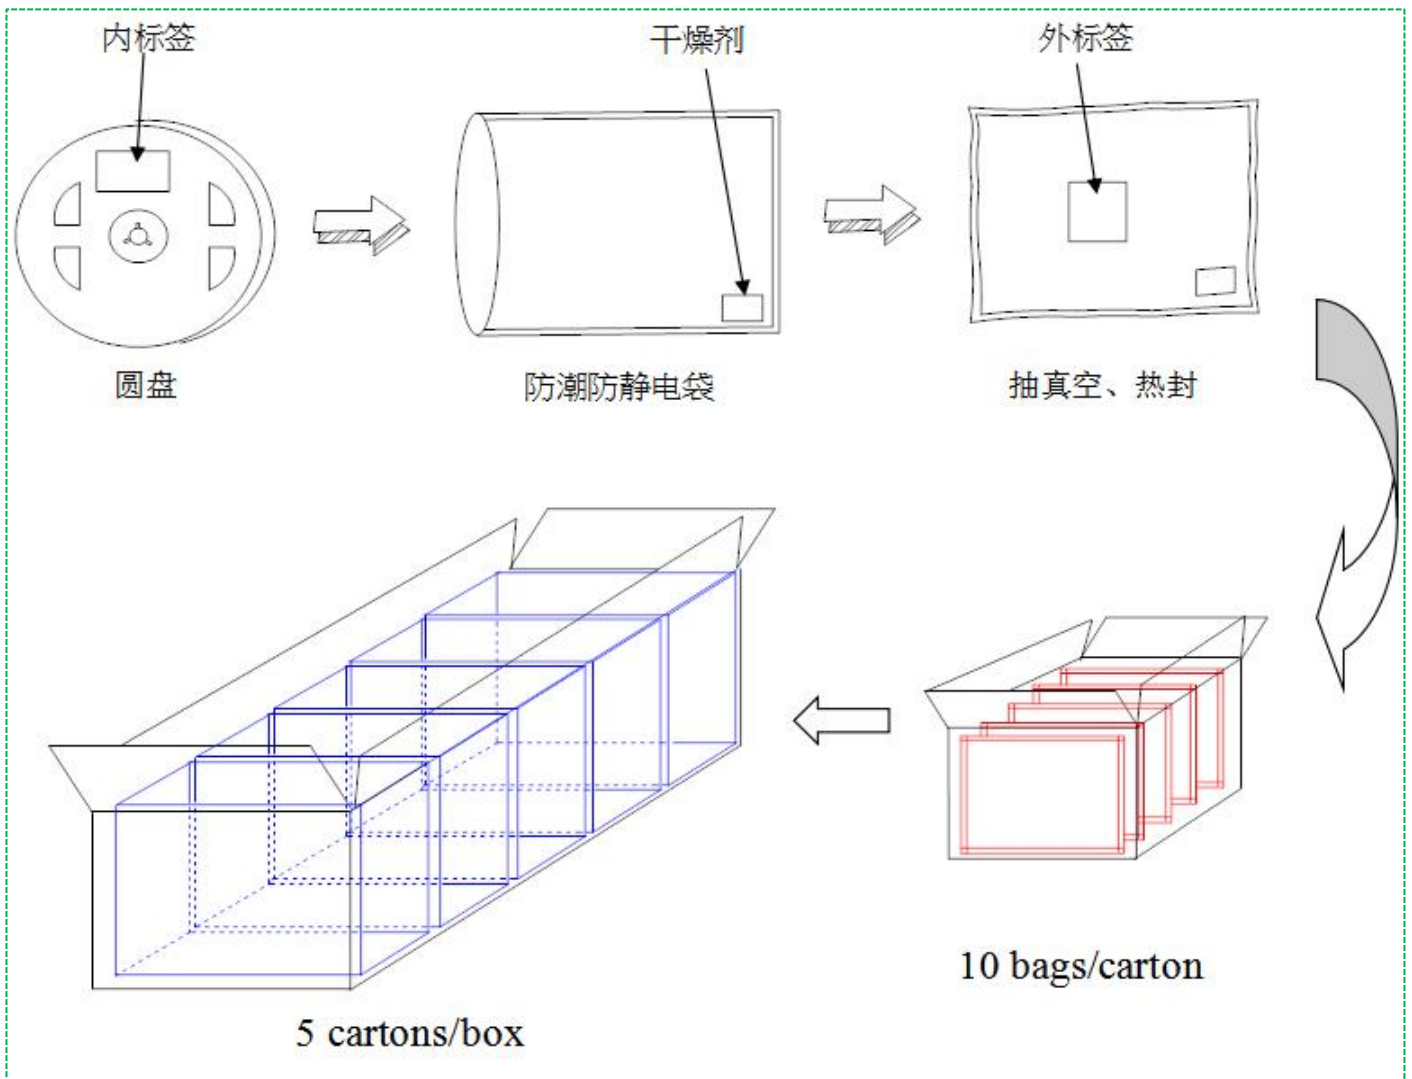 内标签
干燥剂
外标签
圆盘
防潮防静电袋
抽真空、热封
10 bags/carton
5 cartons/box